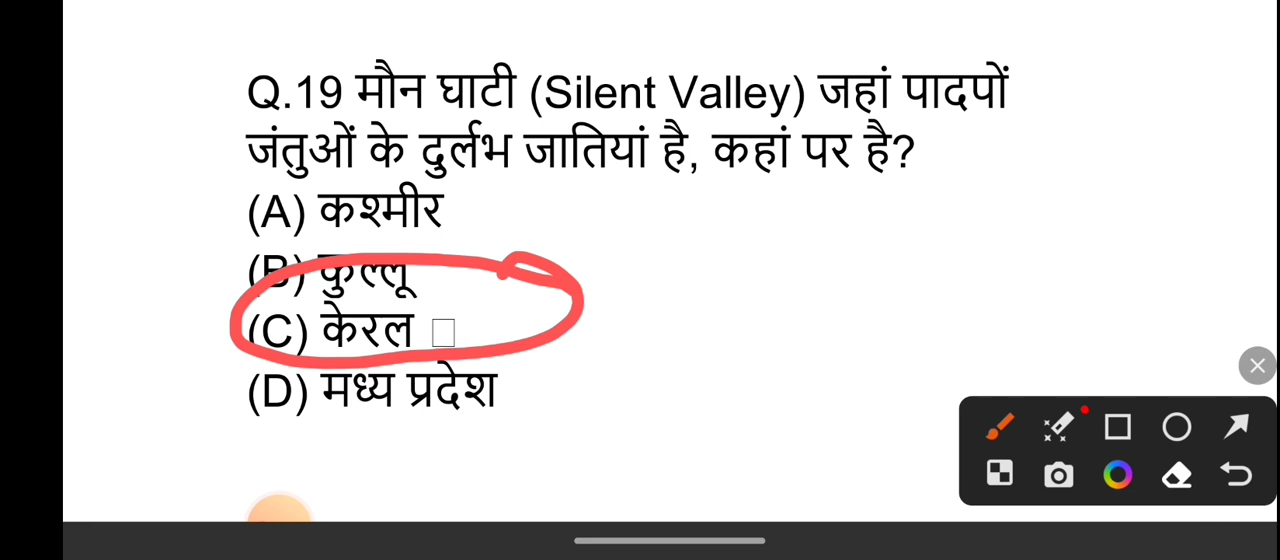 Q.19 मौन घाटी (Silent Valley) जहां पादपों
जंतुओं के दुर्लभ जातियां है, कहां पर है?
(A) कश्मीर
(B) कुल्लू
(C) केरल
(D) मध्य प्रदेश